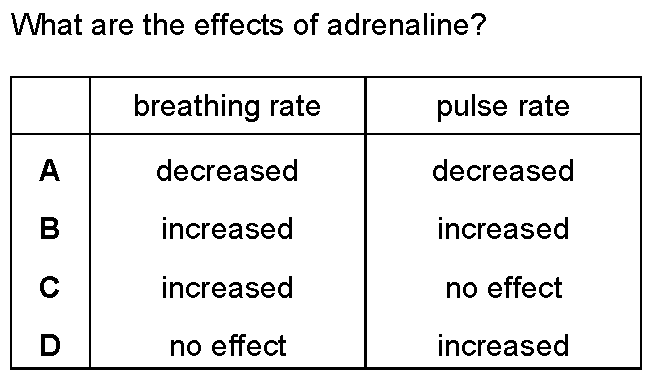 What are the effects of adrenaline?
breathing rate pulse rate
A decreased decreased
B increased increased
C increased no effect
D no effect increased